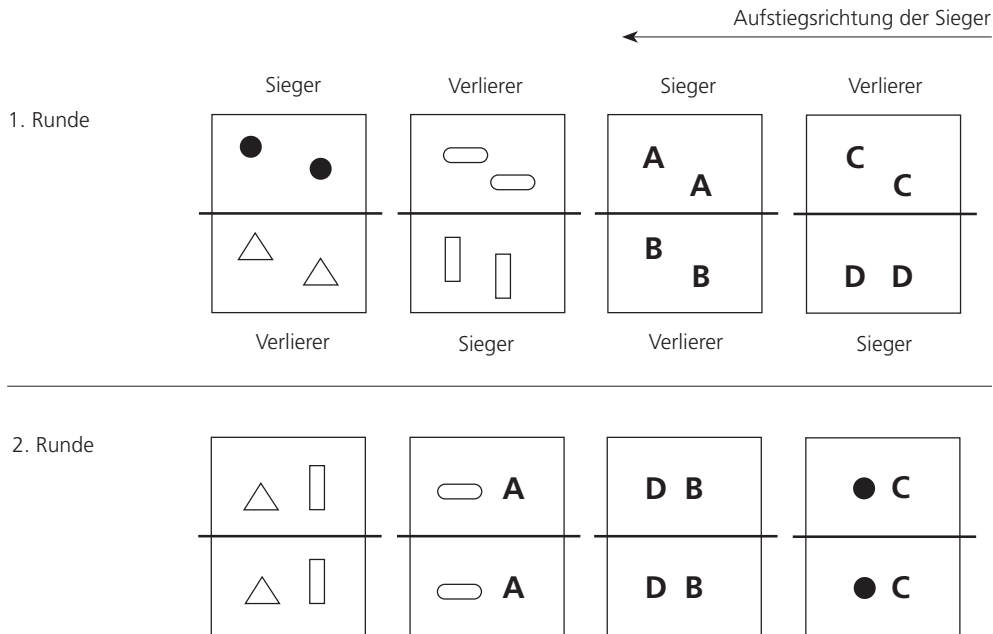 Aufstiegsrichtung der Sieger
Sieger Verlierer Sieger Verlierer
1. Runde
A C
A C
B
B D D
Verlierer Sieger Verlierer Sieger
2. Runde
A D B C
A D B C